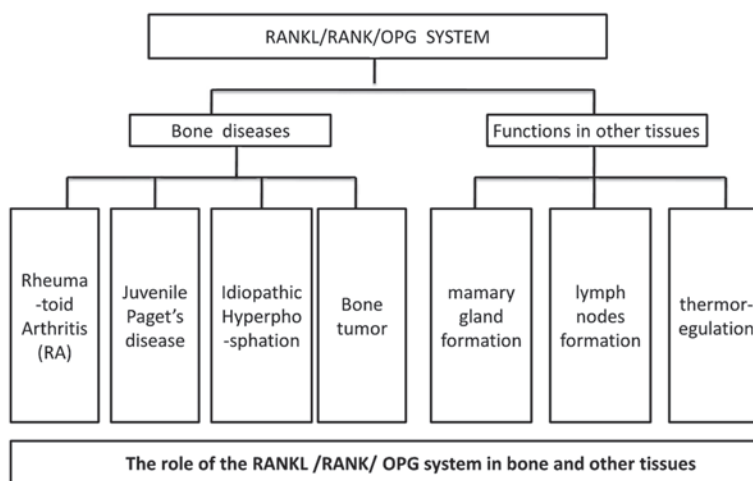 RANKL/RANK/OPG SYSTEM
Bone diseases
Functions in other tissues
Rheuma
-toid
Arthritis
(RA)
Juvenile
Paget's
disease
Idiopathic
Hyperpho
-sphation
Bone
tumor
mamary
gland
formation
lymph
nodes
formation
thermor-
egulation
The role of the RANKL /RANK/ OPG system in bone and other tissues